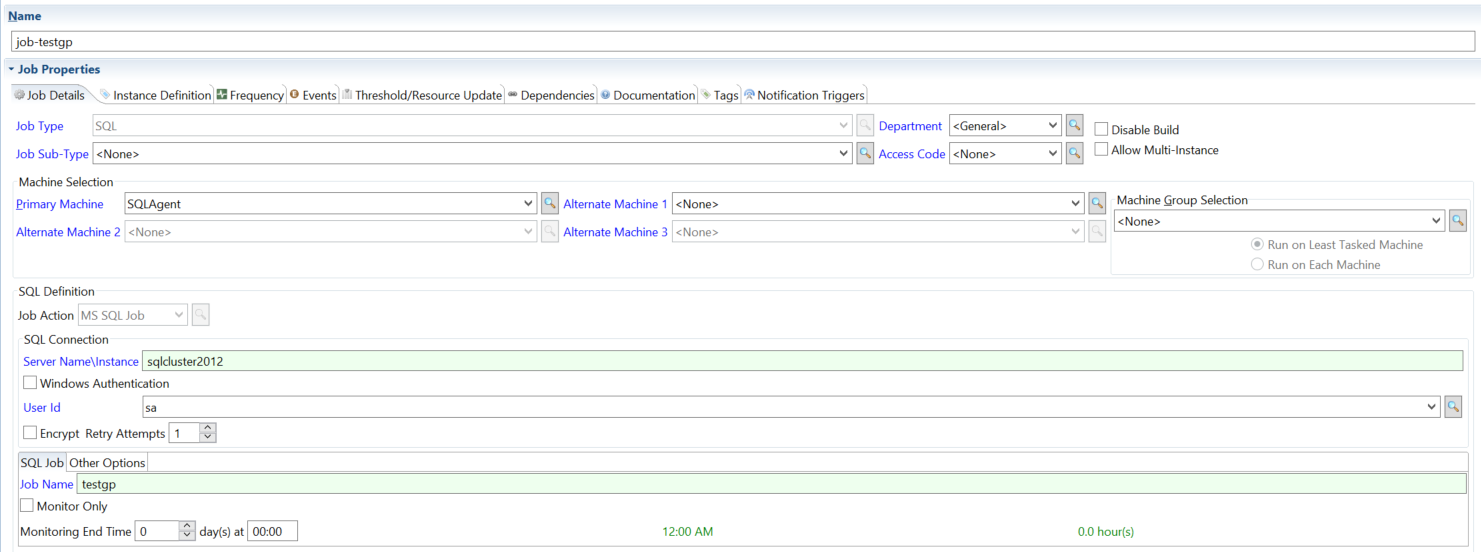 Name
job-testgp
Job Properties
Job Details Instance Definition Frequency Events Threshold/Resource Update Dependencies Documentation Tags Notification Triggers
Job Type SQL Department <General> Disable Build
Job Sub-Type <None> Access Code <None> Allow Multi-Instance
Machine Selection
Primary Machine SQLAgent Alternate Machine 1 <None> Machine Group Selection
<None>
Alternate Machine 2 <None> Alternate Machine 3 <None>
Run on Least Tasked Machine
Run on Each Machine
SQL Definition
Job Action MS SQL Job
SQL Connection
Server Name\Instance sqlcluster2012
Windows Authentication
User Id sa
Encrypt Retry Attempts 1
SQL Job Other Options
Job Name testgp
Monitor Only
Monitoring End Time 0 day(s) at 00:00 12:00 AM 0.0 hour(s)